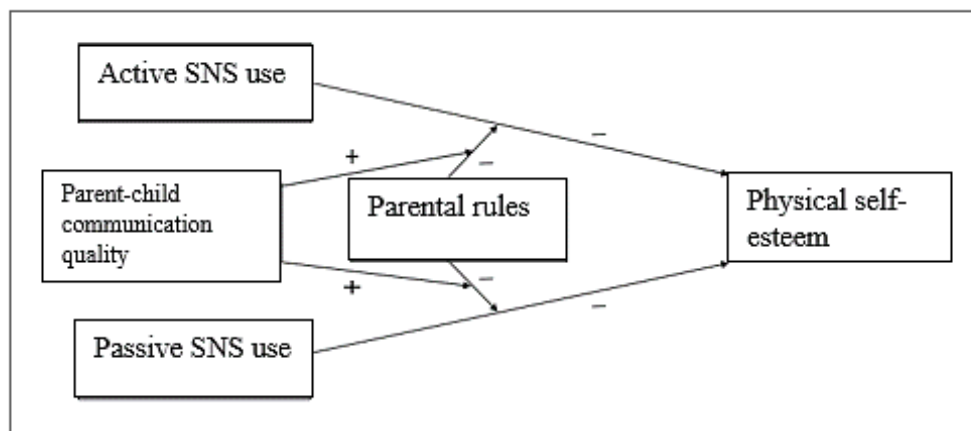 Active SNS use
–
+
–
Parent-child
communication
quality
Parental rules
Physical self-
esteem
–
+
–
Passive SNS use